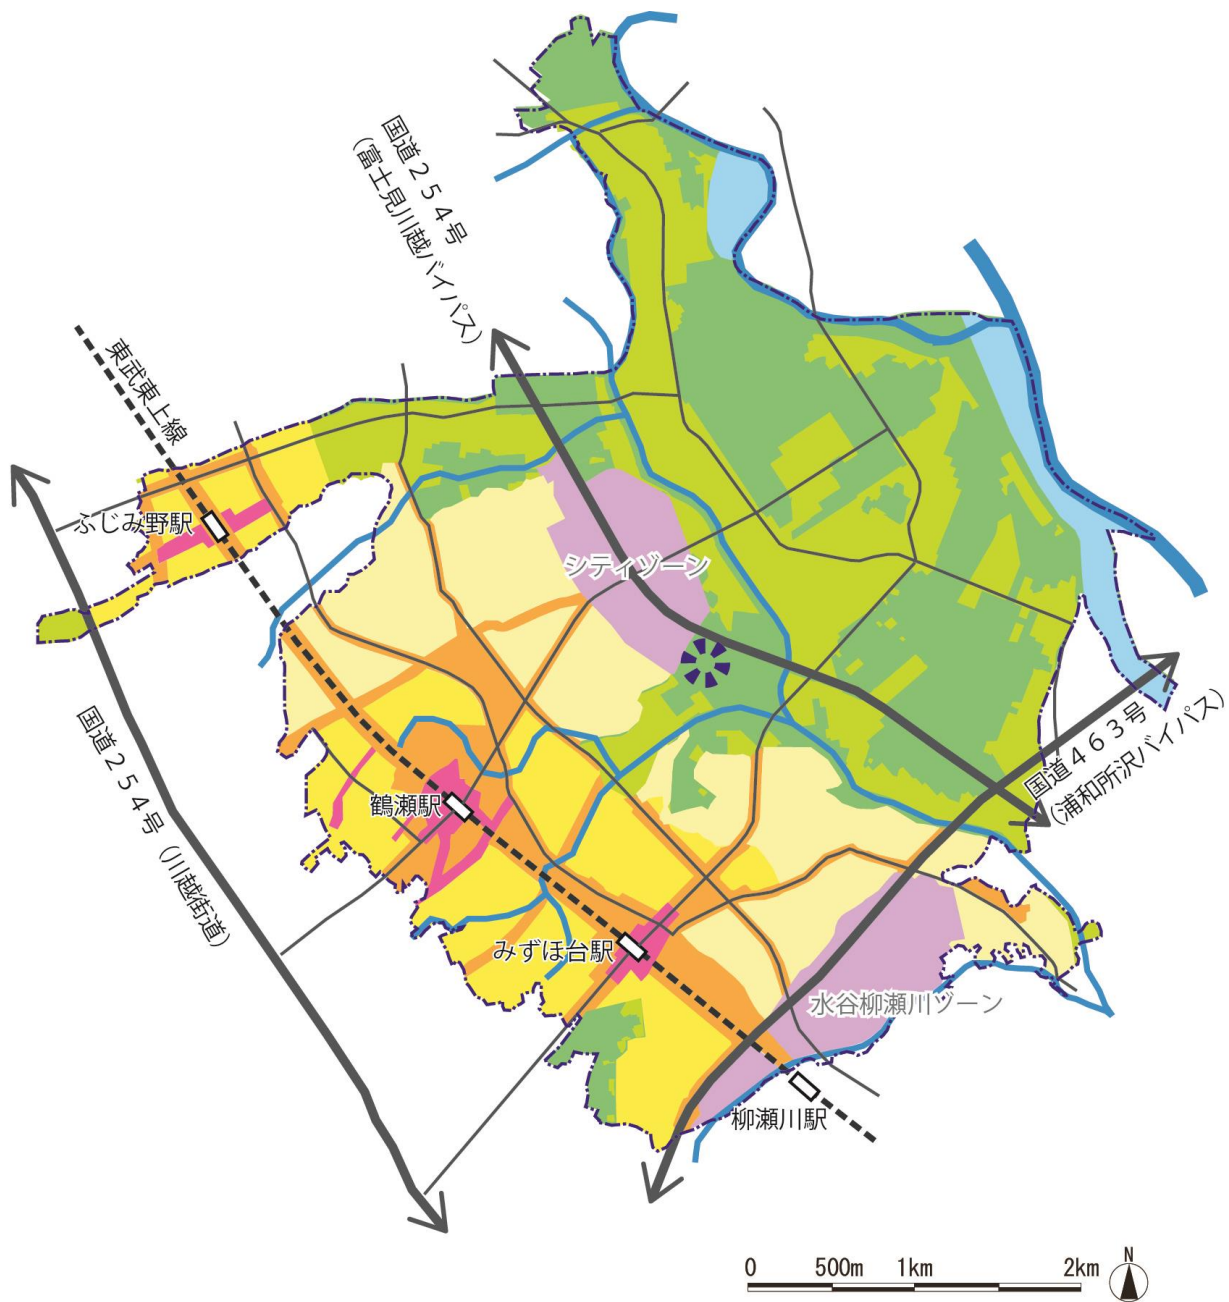 国道２５４号
(富士見川越バイパス)
東武東上線
ふじみ野駅
シティゾーン
国道２５４号 (川越街道)
鶴瀬駅
国道４６３号
(浦和所沢バイパス)
みずほ台駅
水谷柳瀬川ゾーン
柳瀬川駅
0 500m 1km 2km
N